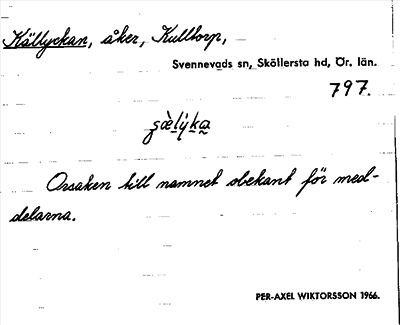 Källyckan, åker, Kulltorp,
Svennevads sn, Sköllersta hd, Ör. län.
797.
Orsaken till namnet obekant för med-
delarna.
PER-AXEL WIKTORSSON 1966.